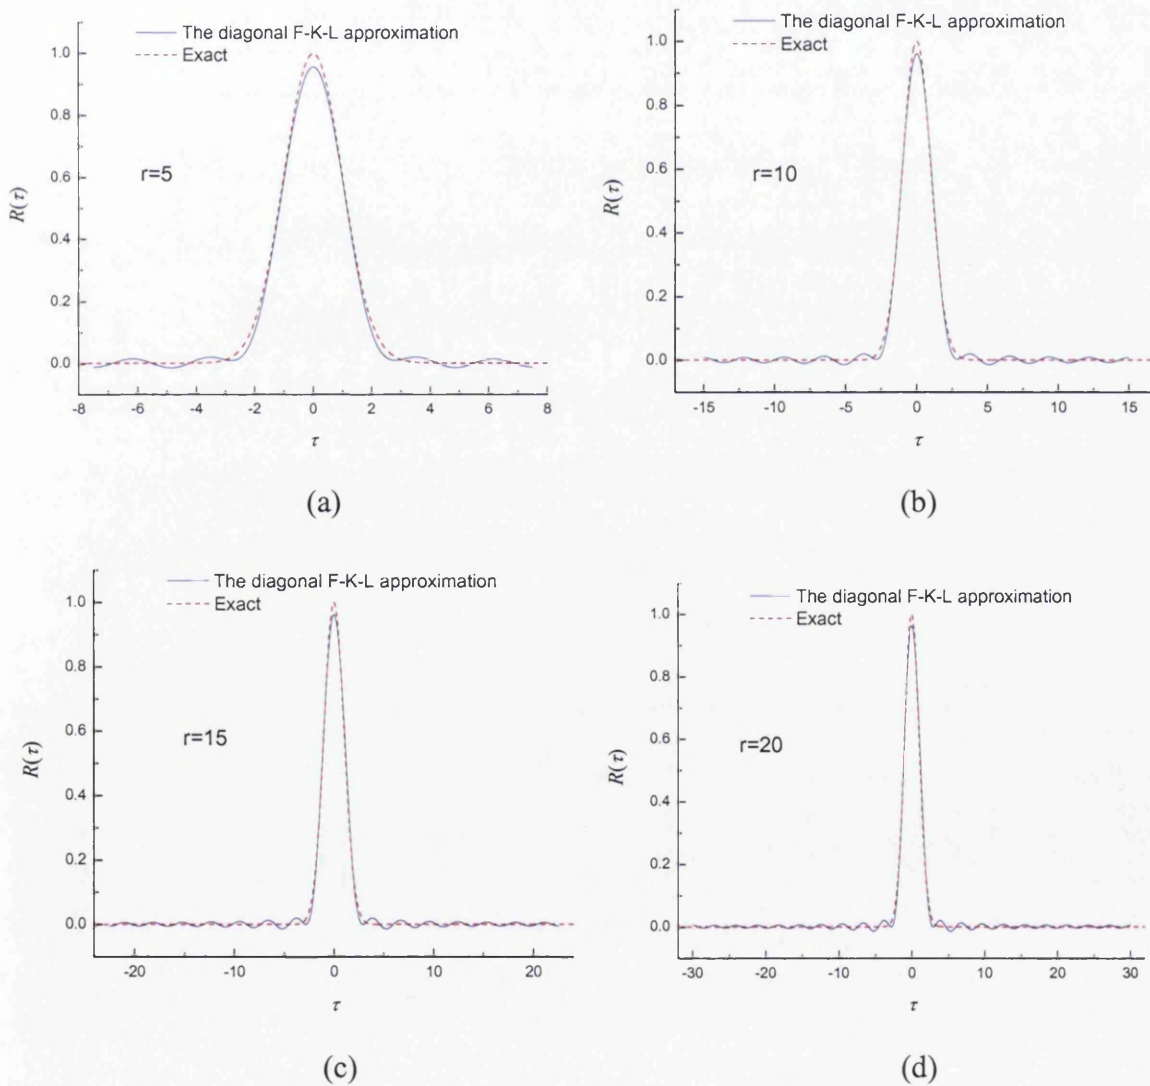 The diagonal F-K-L approximation
Exact
1.0
0.8
0.6
0.4
0.2
0.0
R(τ)
r=5
-8 -6 -4 -2 0 2 4 6 8
τ
(a)
The diagonal F-K-L approximation
Exact
1.0
0.8
0.6
0.4
0.2
0.0
R(τ)
r=10
-15 -10 -5 0 5 10 15
τ
(b)
The diagonal F-K-L approximation
Exact
1.0
0.8
0.6
0.4
0.2
0.0
R(τ)
r=15
-20 -10 0 10 20
τ
(c)
The diagonal F-K-L approximation
Exact
1.0
0.8
0.6
0.4
0.2
0.0
R(τ)
r=20
-30 -20 -10 0 10 20 30
τ
(d)